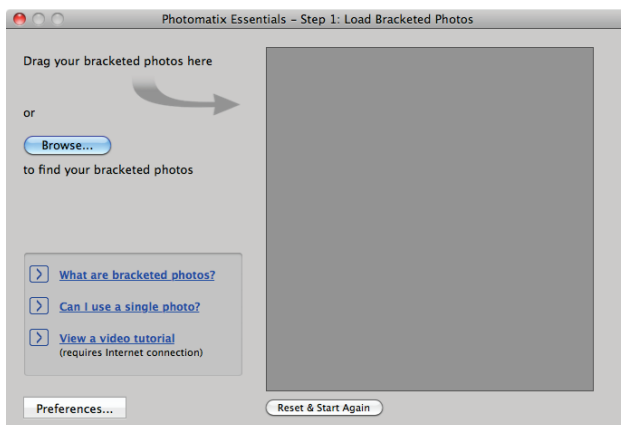 Photomatix Essentials – Step 1: Load Bracketed Photos
Drag your bracketed photos here
or
Browse...
to find your bracketed photos
What are bracketed photos?
Can I use a single photo?
View a video tutorial
(requires Internet connection)
Preferences...
Reset & Start Again